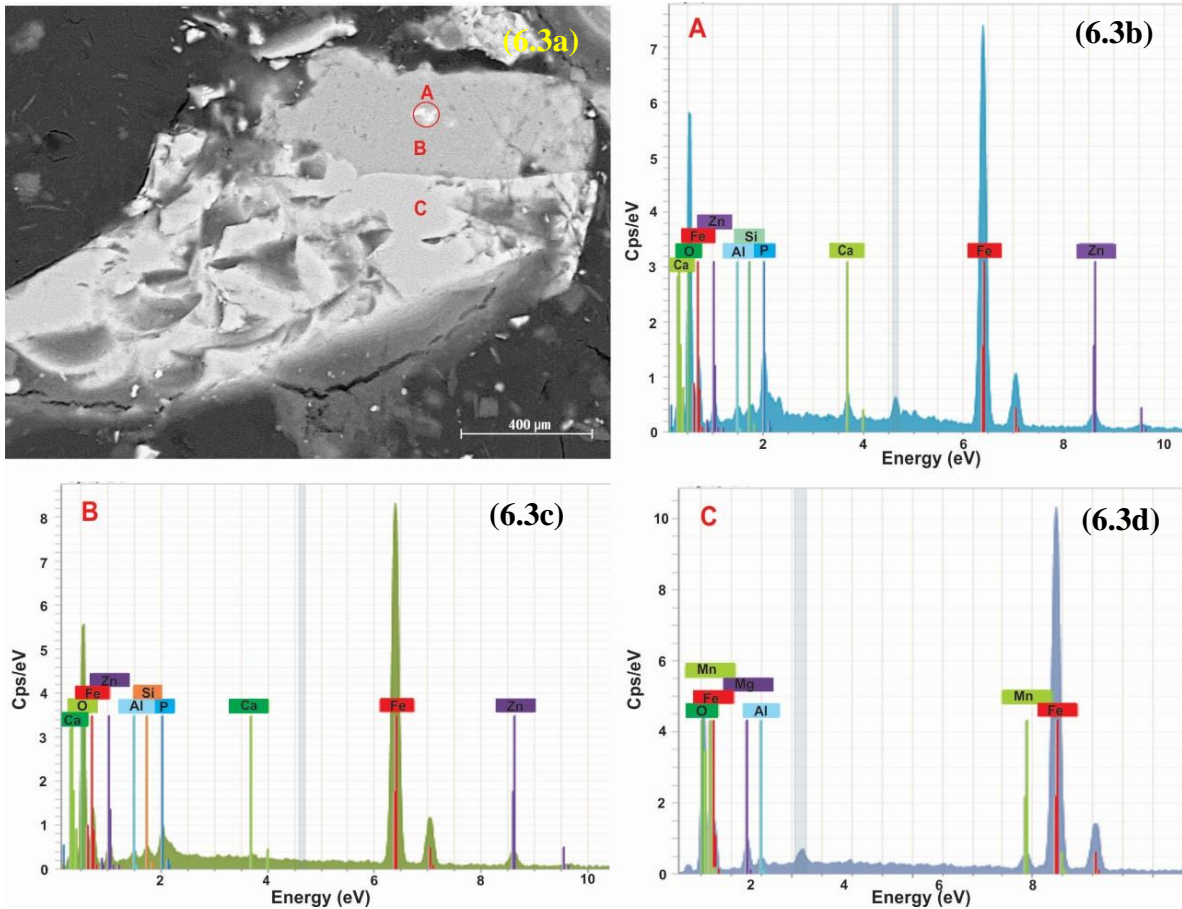 (6.3a)
A
B
C
400 µm
A
(6.3b)
Cps/eV
7
6
5
4
3
2
1
0
Zn
Fe Si
O Al P Ca Fe Zn
Ca
2 4 6 8 10
Energy (eV)
B
(6.3c)
Cps/eV
8
7
6
5
4
3
2
1
0
Zn
Fe Si
O Al P Ca Fe Zn
Ca
2 4 6 8 10
Energy (eV)
C
(6.3d)
Cps/eV
10
8
6
4
2
0
Mn
Fe Mg Mn
O Al Fe
2 4 8
Energy (eV)